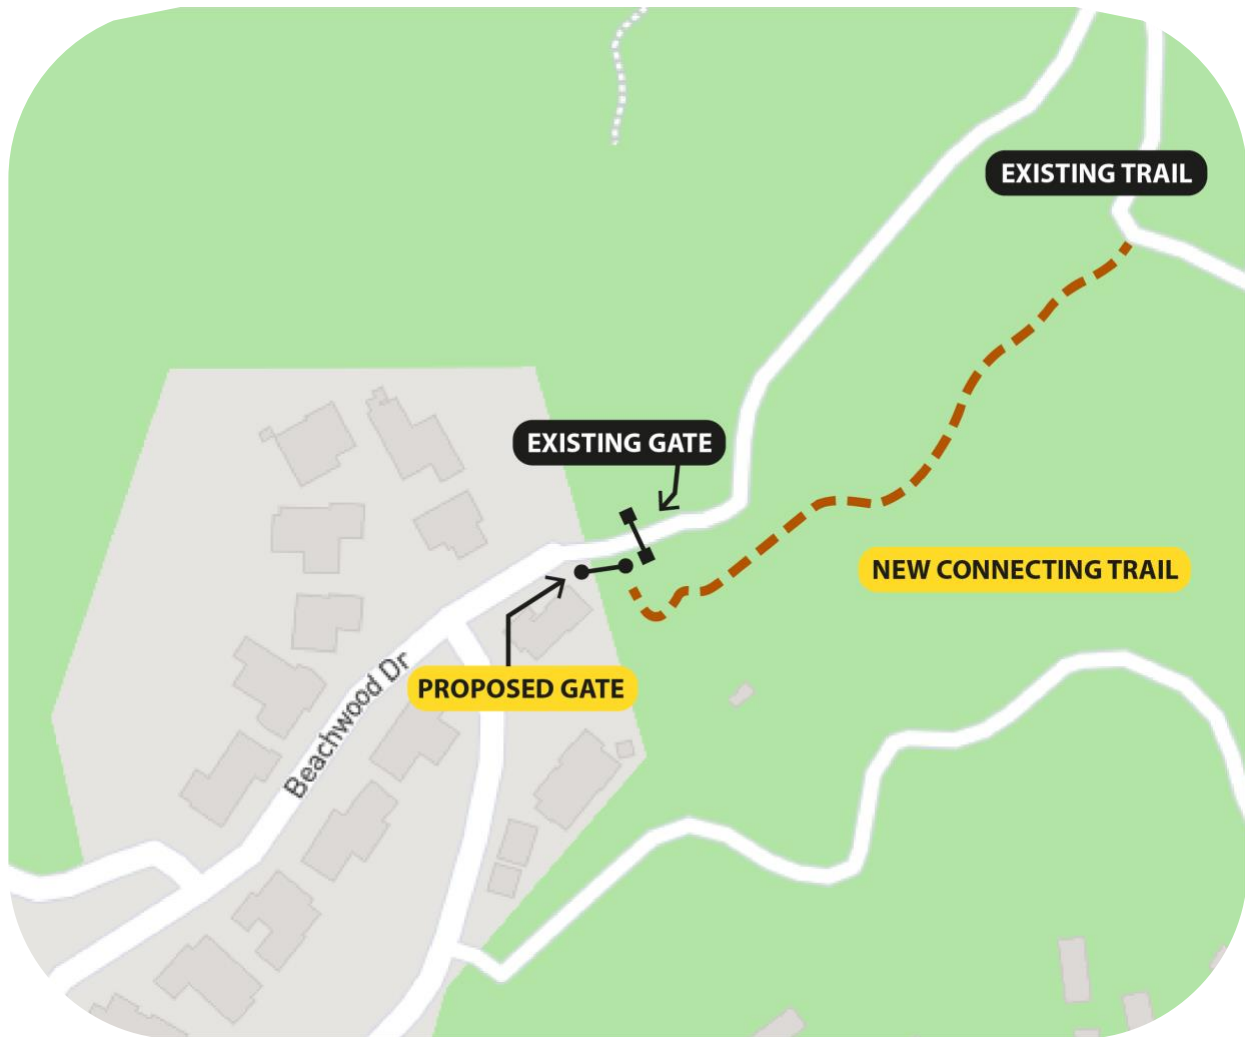 EXISTING TRAIL
EXISTING GATE
NEW CONNECTING TRAIL
PROPOSED GATE
Beachwood Dr